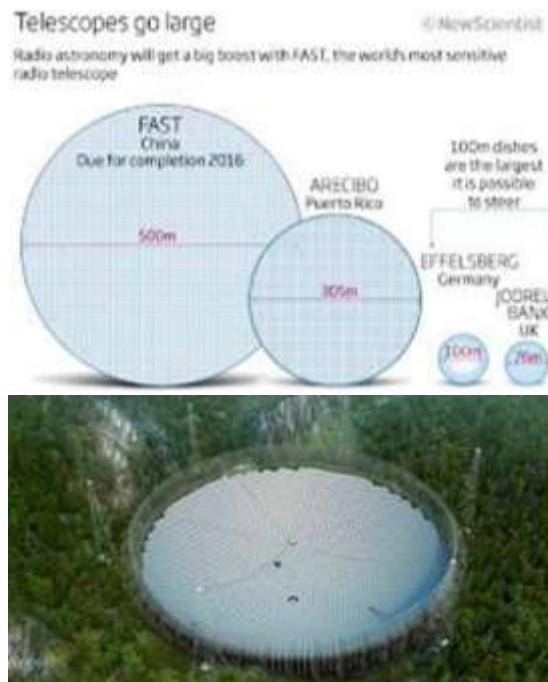 Telescopes go large
© NewScientist
Radio astronomy will get a big boost with FAST, the world's most sensitive
radio telescope
FAST
China
Due for completion 2016
500m
ARECIBO
Puerto Rico
305m
100m dishes
are the largest
it is possible
to steer
EFFELSBERG
Germany
100m
JODREL
BANK
UK
76m